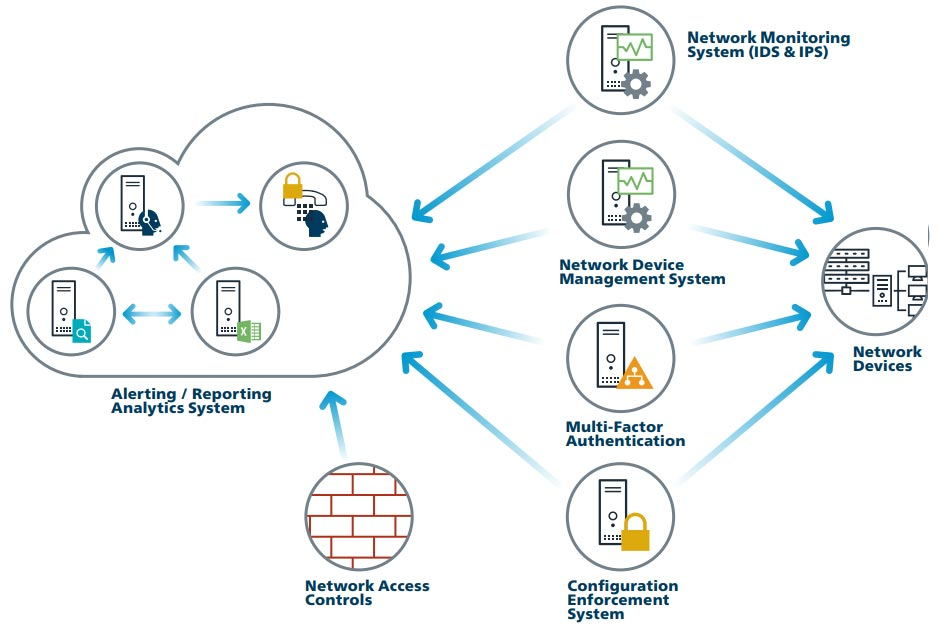 Network Monitoring
System (IDS & IPS)
Network Device
Management System
Network
Devices
Alerting / Reporting
Analytics System
Multi-Factor
Authentication
Network Access
Controls
Configuration
Enforcement
System
X